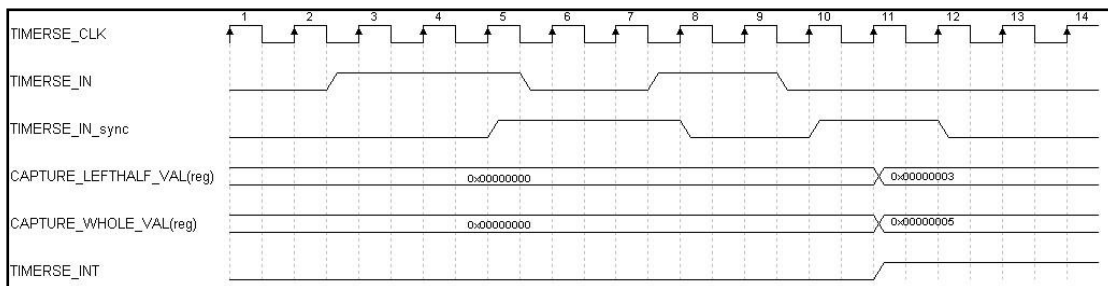 1 2 3 4 5 6 7 8 9 10 11 12 13 14
TIMERSE_CLK
TIMERSE_IN
TIMERSE_IN_sync
CAPTURE_LEFTHALF_VAL(reg) 0x00000000 0x00000003
CAPTURE_WHOLE_VAL(reg) 0x00000000 0x00000005
TIMERSE_INT